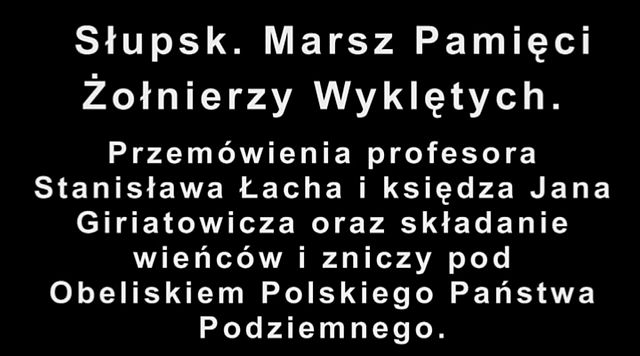 Słupsk. Marsz Pamięci
Żołnierzy Wyklętych.
Przemówienia profesora
Stanisława Łacha i księdza Jana
Giriatowicza oraz składanie
wieńców i zniczy pod
Obeliskiem Polskiego Państwa
Podziemnego.